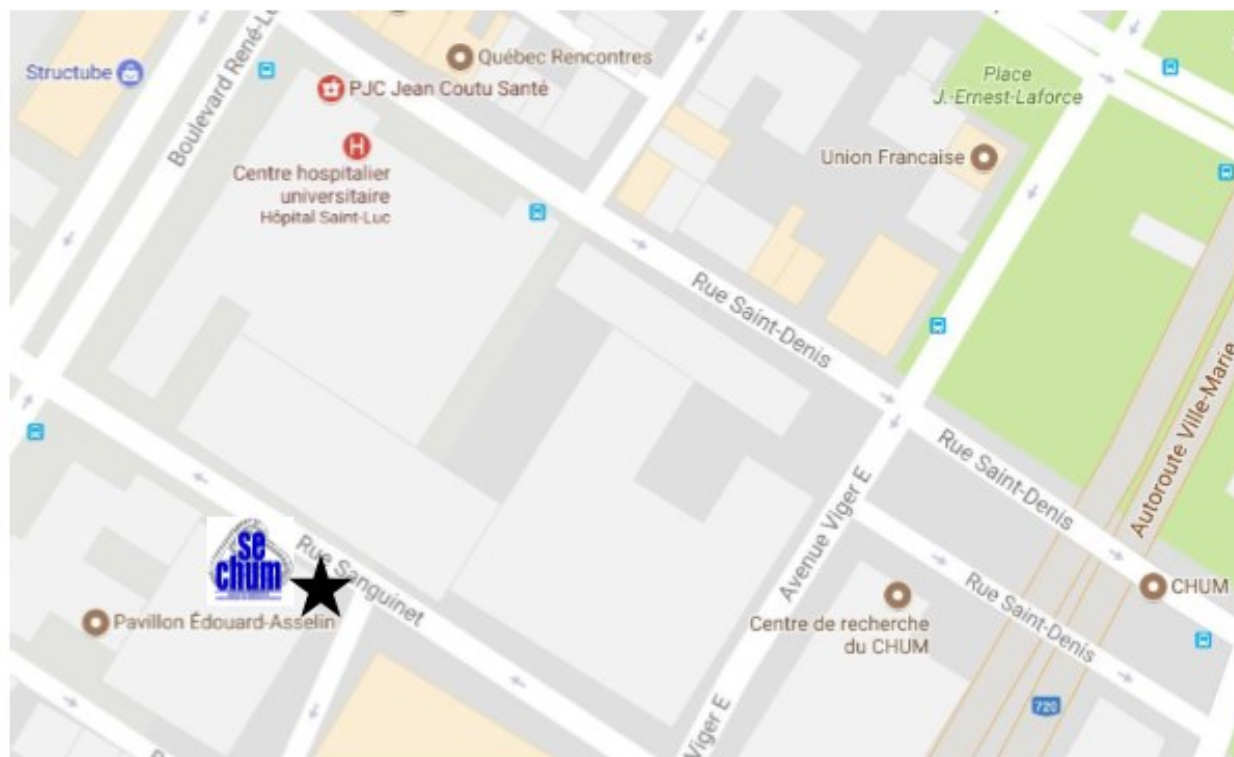 Québec Rencontres
Structube
PJC Jean Coutu Santé
Place
J.-Ernest-Laforce
Boulevard René-L
H
Centre hospitalier
universitaire
Hôpital Saint-Luc
Union Francaise
Rue Saint-Denis
Autoroute Ville-Marie
Rue Saint-Denis
Avenue Viger E
se
chum
Rue Sanguinet
Rue Saint-Denis
CHUM
Pavillon Édouard-Asselin
Centre de recherche
du CHUM
Viger E
720